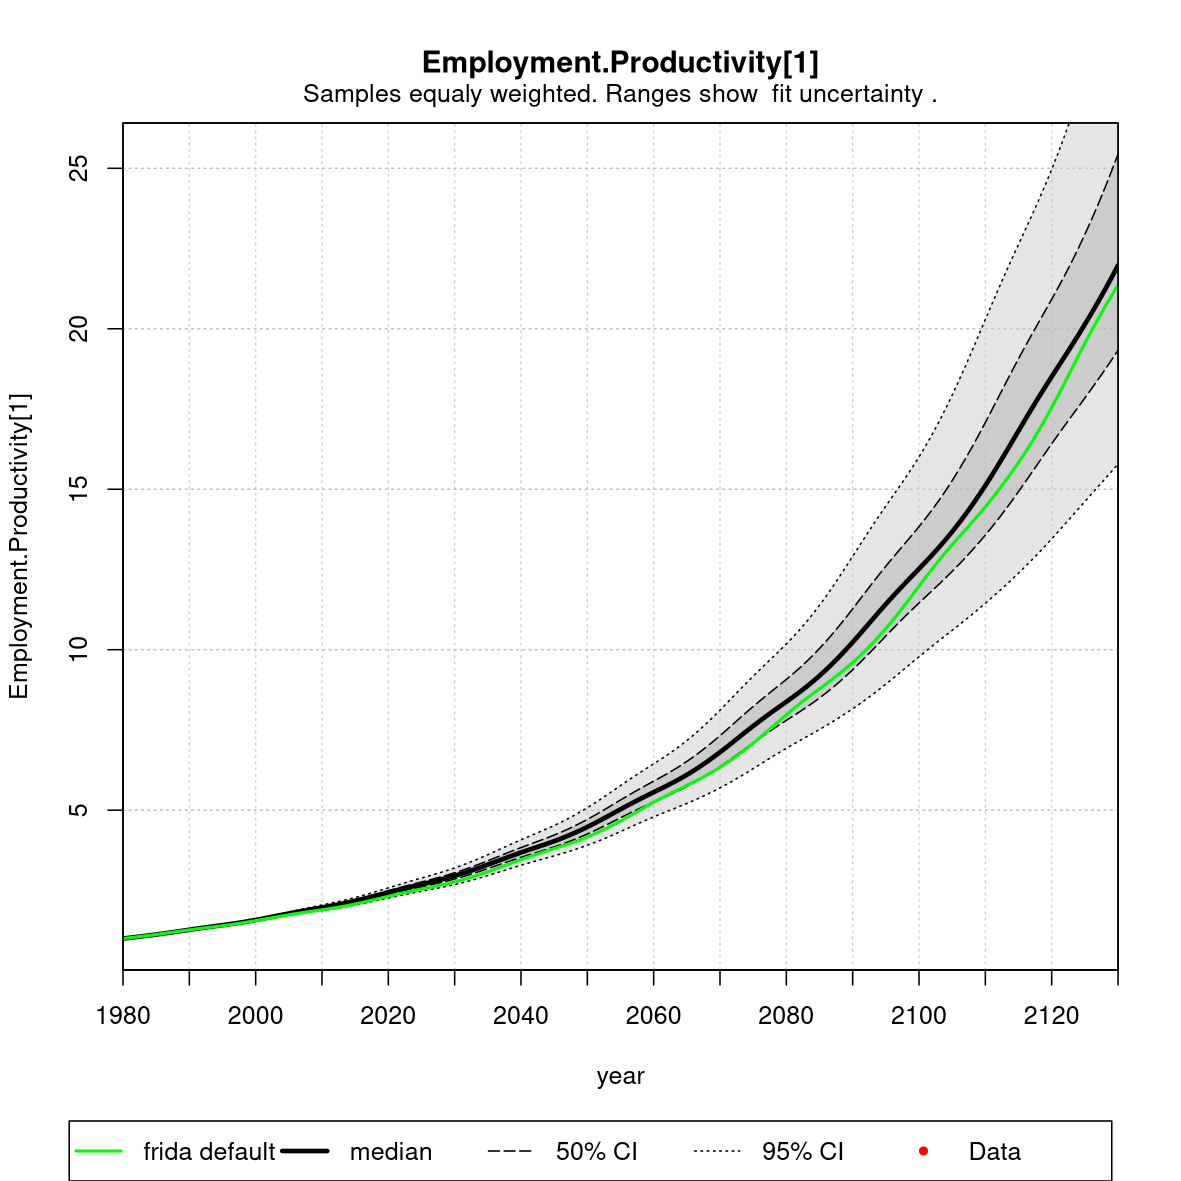 Employment.Productivity[1]
Samples equaly weighted. Ranges show  fit uncertainty .
Employment.Productivity[1]
25
20
15
10
5
1980 2000 2020 2040 2060 2080 2100 2120
year
frida default median 50% CI 95% CI Data